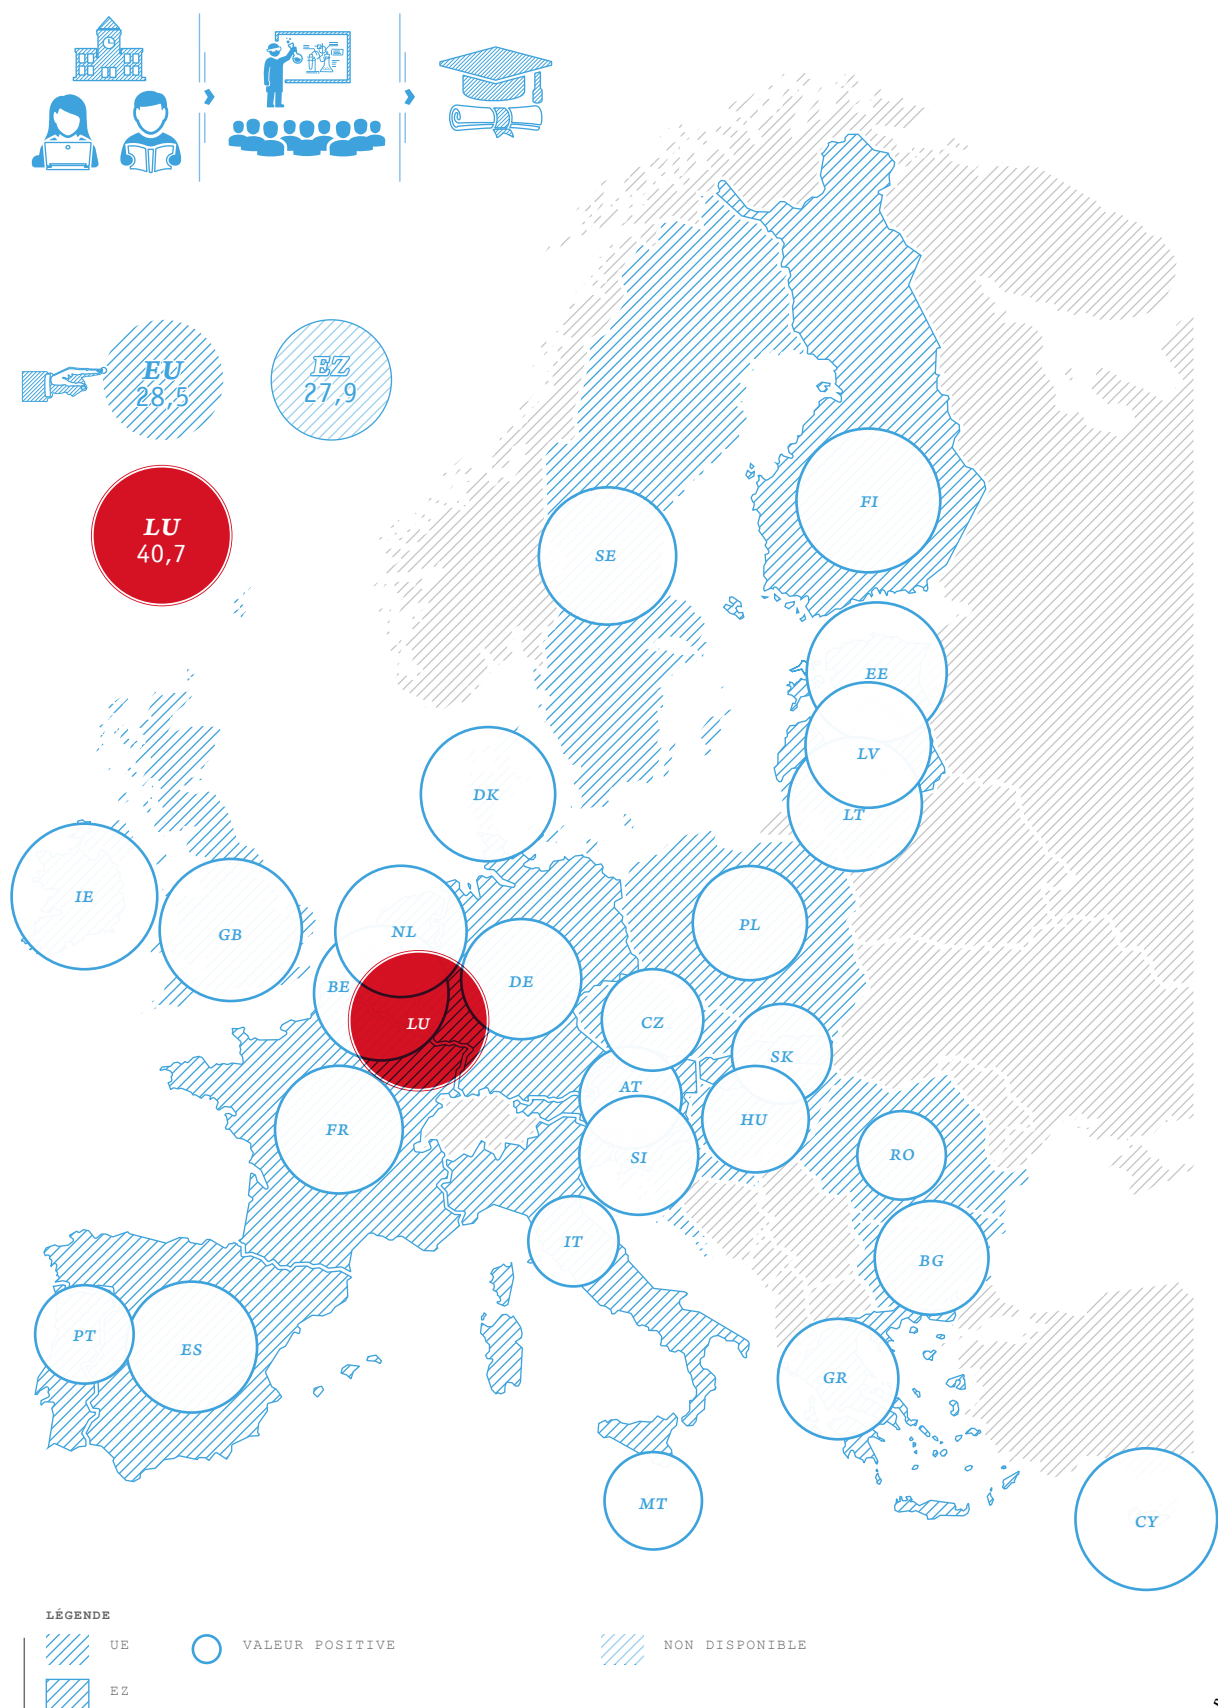 EU
28,5
EZ
27,9
LU
40,7
FI
SE
EE
LV
LT
DK
IE
GB
NL
BE
DE
LU
PL
CZ
SK
AT
HU
FR
SI
RO
IT
BG
PT
ES
GR
MT
CY
LÉGENDE
UE
VALEUR POSITIVE
NON DISPONIBLE
EZ